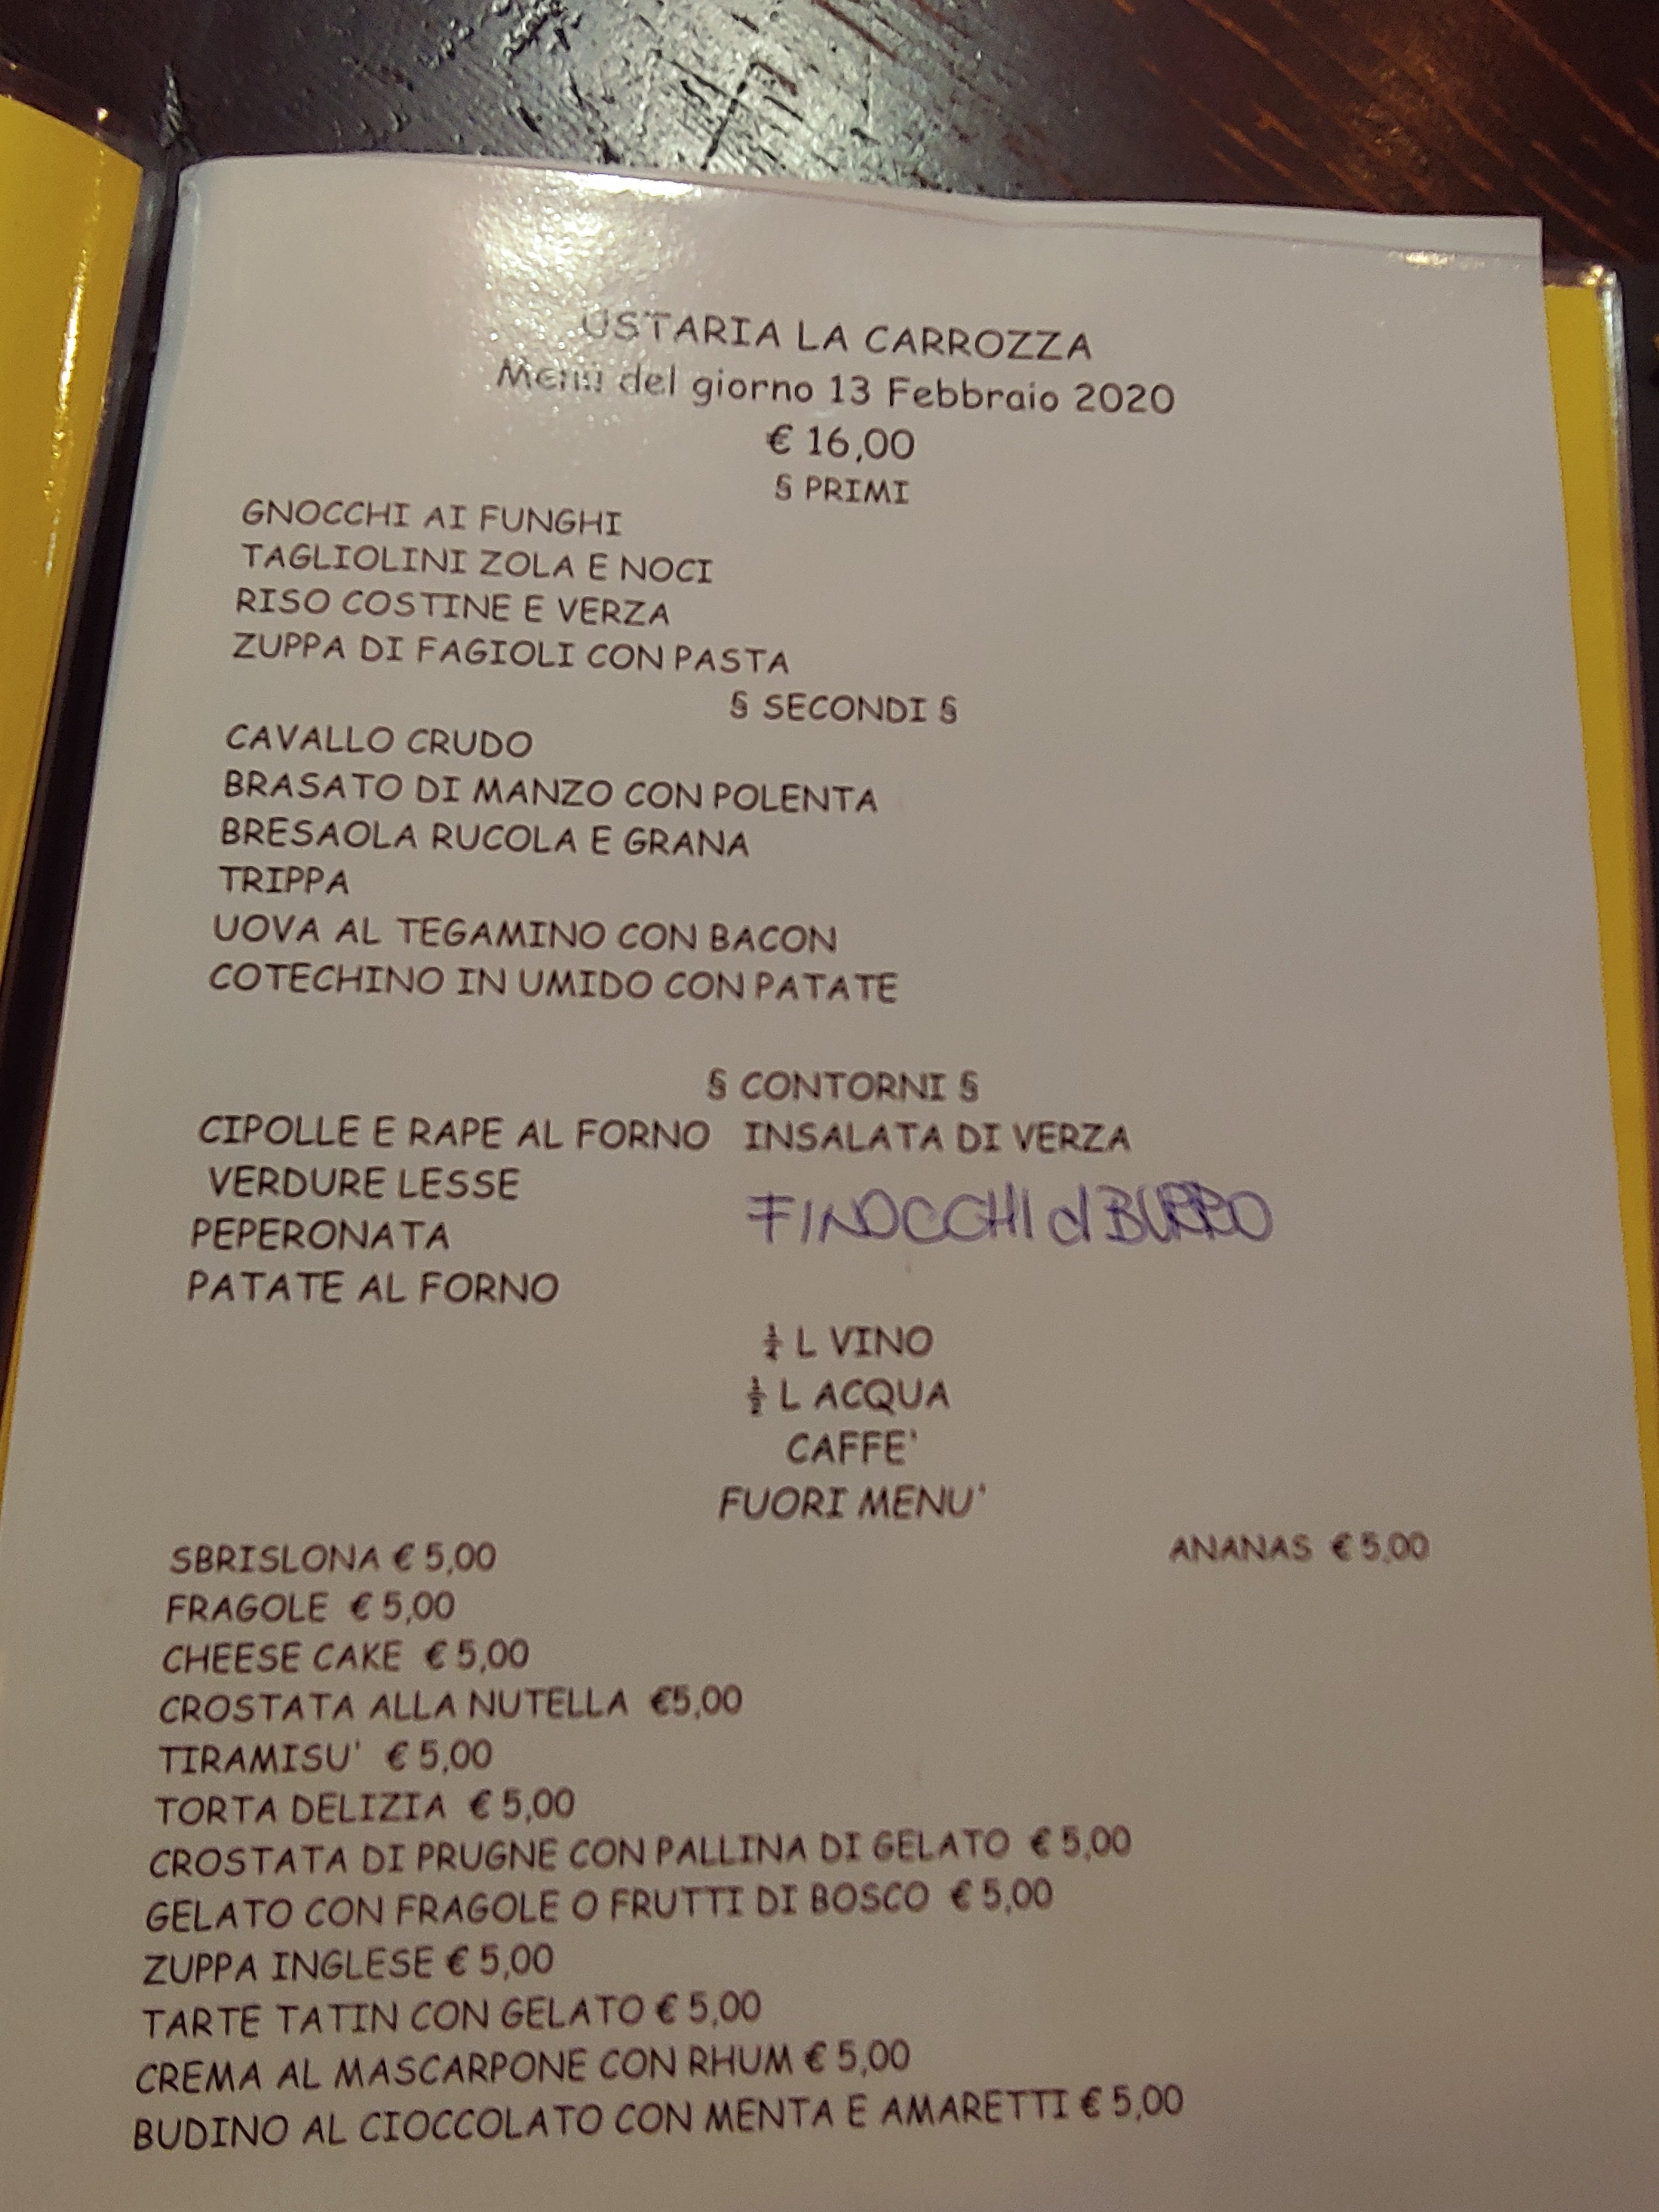 USTARIA LA CARROZZA
Menù del giorno 13 Febbraio 2020
€ 16,00
§ PRIMI
GNOCCHI AI FUNGHI
TAGLIOLINI ZOLA E NOCI
RISO COSTINE E VERZA
ZUPPA DI FAGIOLI CON PASTA
§ SECONDI §
CAVALLO CRUDO
BRASATO DI MANZO CON POLENTA
BRESAOLA RUCOLA E GRANA
TRIPPA
UOVA AL TEGAMINO CON BACON
COTECHINO IN UMIDO CON PATATE
§ CONTORNI §
CIPOLLE E RAPE AL FORNO INSALATA DI VERZA
VERDURE LESSE
FINOCCHI al BURRO
PEPERONATA
PATATE AL FORNO
¼ L VINO
½ L ACQUA
CAFFE'
FUORI MENU'
SBRISLONA € 5,00 ANANAS € 5,00
FRAGOLE € 5,00
CHEESE CAKE € 5,00
CROSTATA ALLA NUTELLA €5,00
TIRAMISU' € 5,00
TORTA DELIZIA € 5,00
CROSTATA DI PRUGNE CON PALLINA DI GELATO € 5,00
GELATO CON FRAGOLE O FRUTTI DI BOSCO € 5,00
ZUPPA INGLESE € 5,00
TARTE TATIN CON GELATO € 5,00
CREMA AL MASCARPONE CON RHUM € 5,00
BUDINO AL CIOCCOLATO CON MENTA E AMARETTI € 5,00